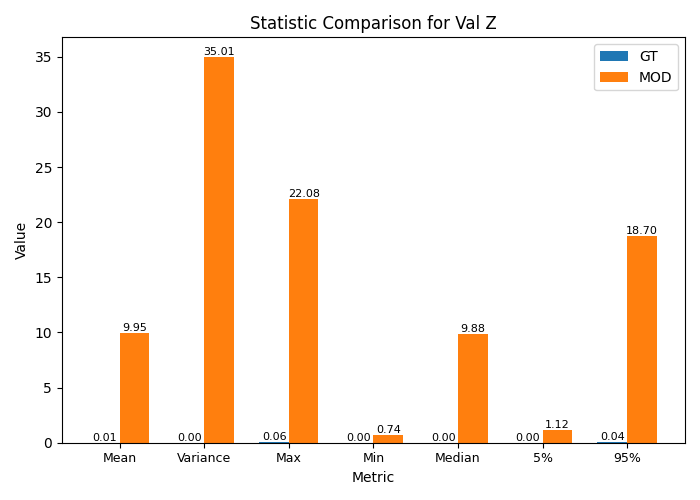 Statistic Comparison for Val Z
GT
MOD
Value
35
30
25
20
15
10
5
0
0.01
9.95
0.00
35.01
0.06
22.08
0.00
0.74
0.00
9.88
0.00
1.12
0.04
18.70
Mean
Variance
Max
Min
Median
5%
95%
Metric